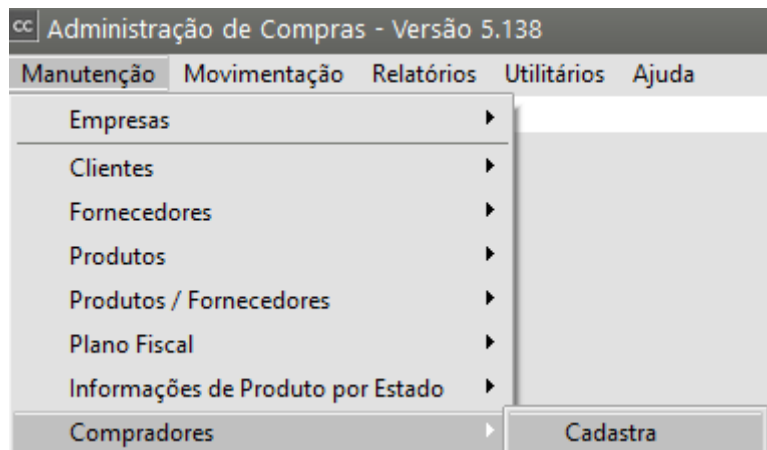 cc Administração de Compras - Versão 5.138
Manutenção Movimentação Relatórios Utilitários Ajuda
Empresas
Clientes
Fornecedores
Produtos
Produtos / Fornecedores
Plano Fiscal
Informações de Produto por Estado
Compradores Cadastra